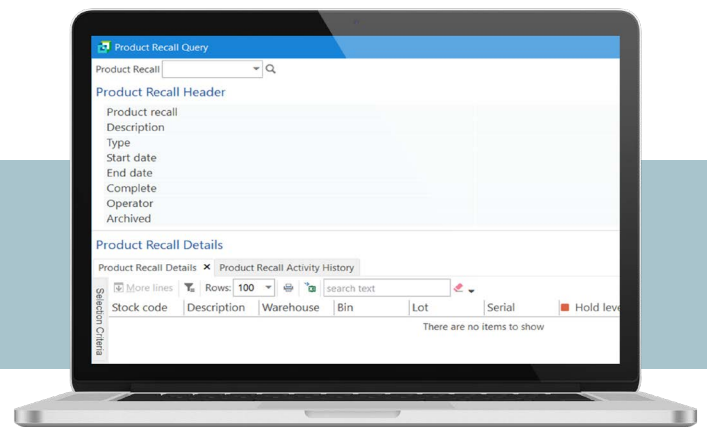 Product Recall Query
Product Recall
Product Recall Header
Product recall
Description
Type
Start date
End date
Complete
Operator
Archived
Product Recall Details
Product Recall Details Product Recall Activity History
More lines Rows: 100 search text
Selection Criteria
Stock code Description Warehouse Bin Lot Serial Hold leve
There are no items to show